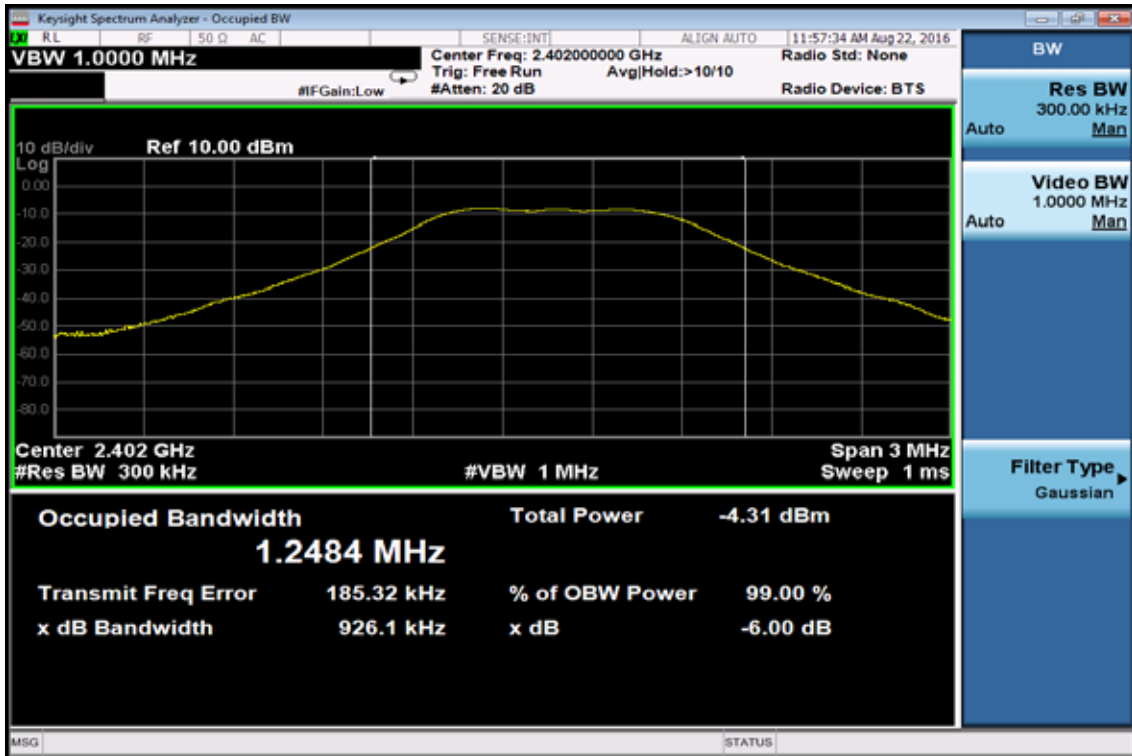 Keysight Spectrum Analyzer - Occupied BW
LXI RL RF 50 Ω AC SENSE:INT ALIGN AUTO 11:57:34 AM Aug 22, 2016
VBW 1.0000 MHz
Center Freq: 2.402000000 GHz Radio Std: None
Trig: Free Run Avg|Hold:>10/10
#IFGain:Low #Atten: 20 dB Radio Device: BTS
10 dB/div Ref 10.00 dBm
Log
0.00
-10.0
-20.0
-30.0
-40.0
-50.0
-60.0
-70.0
-80.0
Center 2.402 GHz Span 3 MHz
#Res BW 300 kHz #VBW 1 MHz Sweep 1 ms
Occupied Bandwidth Total Power -4.31 dBm
1.2484 MHz
Transmit Freq Error 185.32 kHz % of OBW Power 99.00 %
x dB Bandwidth 926.1 kHz x dB -6.00 dB
MSG STATUS
BW
Res BW
300.00 kHz
Auto Man
Video BW
1.0000 MHz
Auto Man
Filter Type
Gaussian